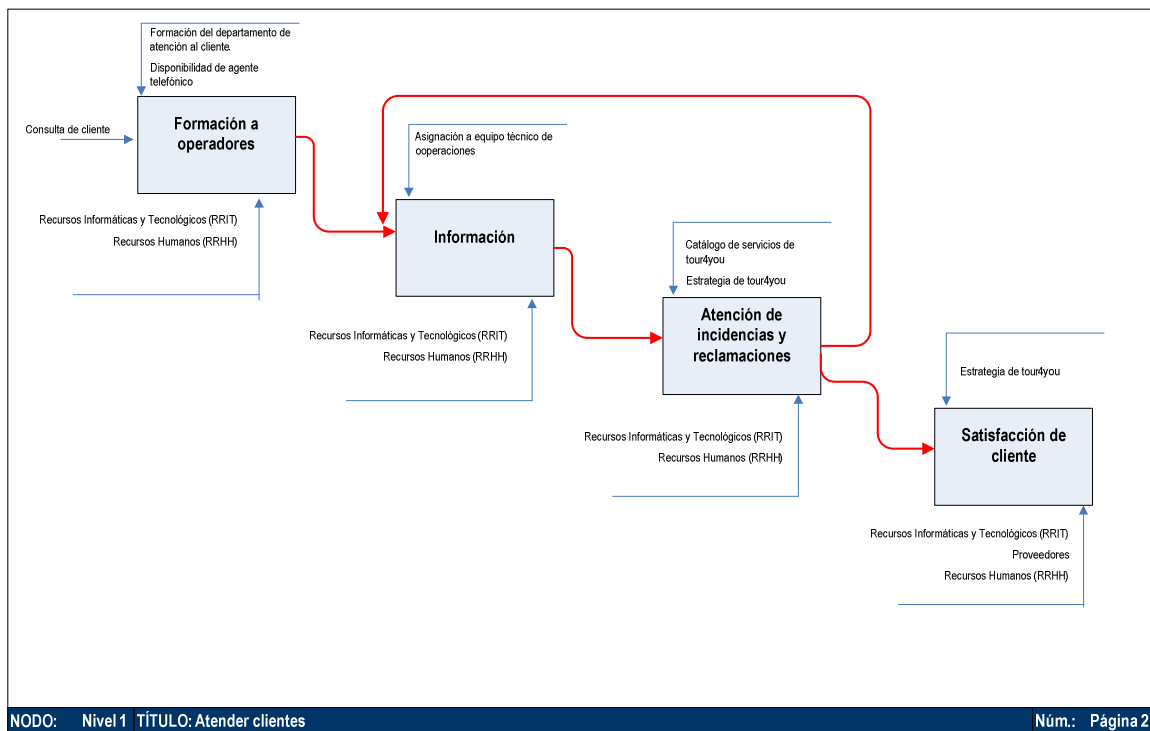 Formación del departamento de
atención al cliente.
Disponibilidad de agente
telefónico
Consulta de cliente
Formación a
operadores
Recursos Informáticas y Tecnológicos (RRIT)
Recursos Humanos (RRHH)
Asignación a equipo técnico de
ooperaciones
Información
Recursos Informáticas y Tecnológicos (RRIT)
Recursos Humanos (RRHH)
Catálogo de servicios de
tour4you
Estrategia de tour4you
Atención de
incidencias y
reclamaciones
Recursos Informáticas y Tecnológicos (RRIT)
Recursos Humanos (RRHH)
Estrategia de tour4you
Satisfacción de
cliente
Recursos Informáticas y Tecnológicos (RRIT)
Proveedores
Recursos Humanos (RRHH)
NODO: Nivel 1 TÍTULO: Atender clientes Núm.: Página 2